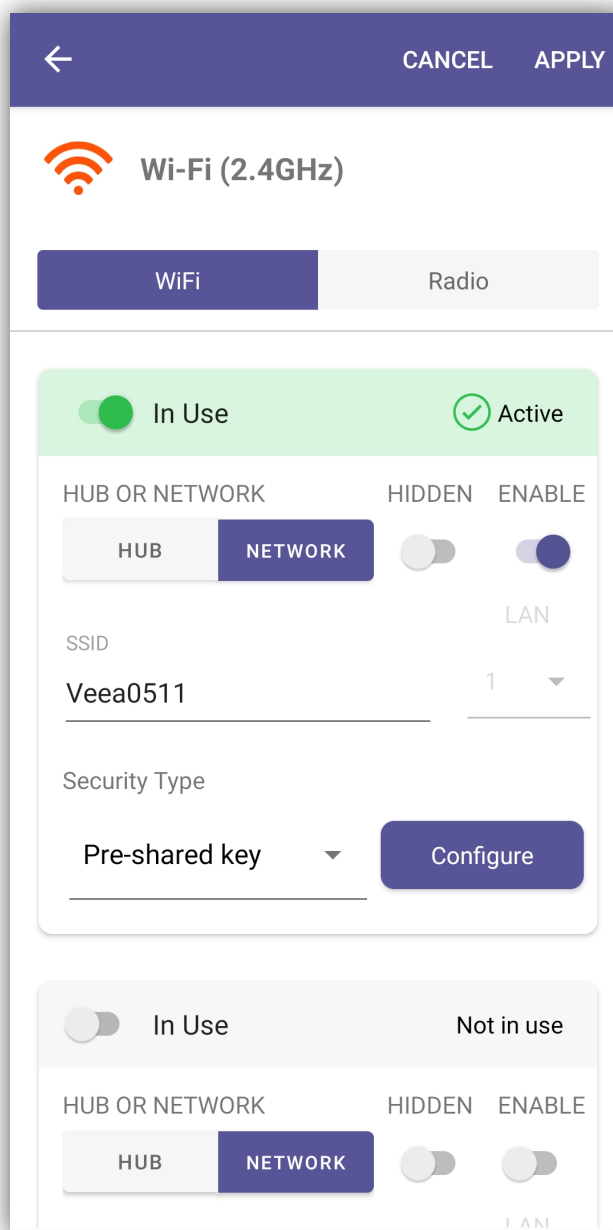 CANCEL APPLY
Wi-Fi (2.4GHz)
WiFi Radio
In Use Active
HUB OR NETWORK HIDDEN ENABLE
HUB NETWORK
LAN
SSID
1
Veea0511
Security Type
Pre-shared key Configure
In Use Not in use
HUB OR NETWORK HIDDEN ENABLE
HUB NETWORK
LAN